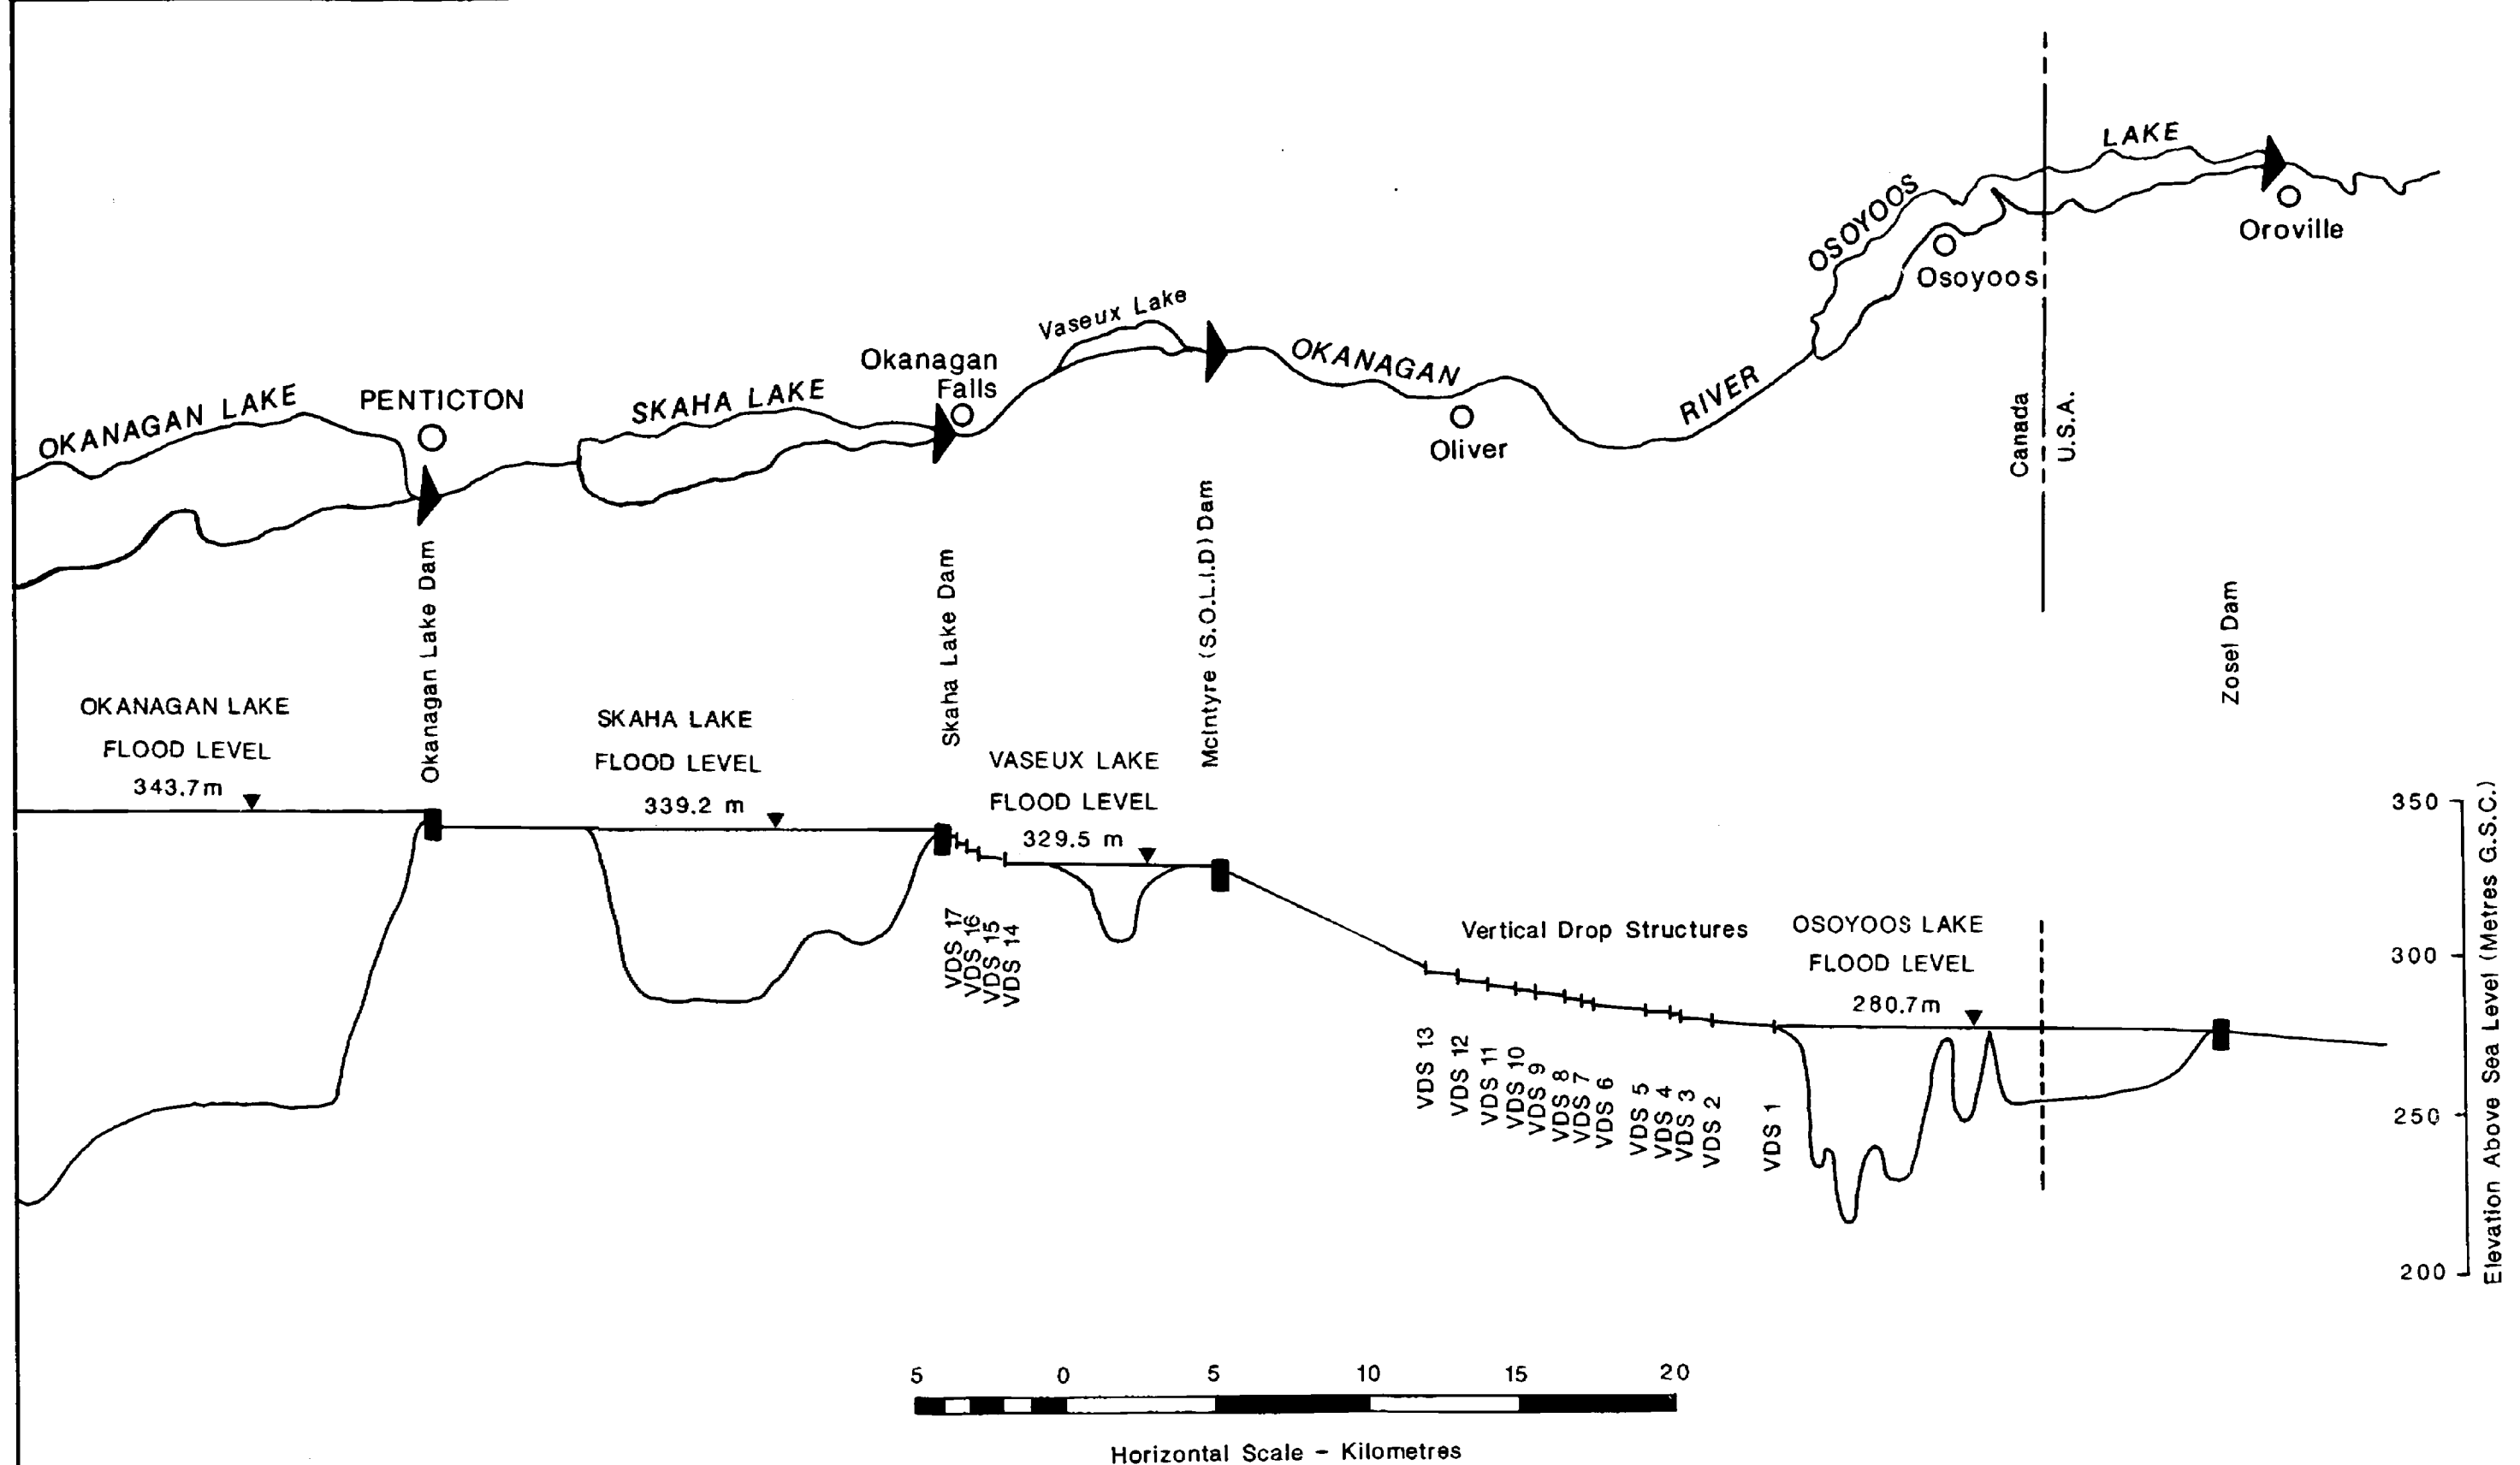 LAKE
OSOYOOS
Oroville
Osoyoos
Vaseux Lake
Okanagan
Falls
OKANAGAN
RIVER
Canada
U.S.A.
OKANAGAN LAKE
PENTICTON
SKAHA LAKE
Oliver
Okanagan Lake Dam
Skaha Lake Dam
McIntyre (S.O.L.I.D) Dam
Zosel Dam
OKANAGAN LAKE
FLOOD LEVEL
343.7m
SKAHA LAKE
FLOOD LEVEL
339.2 m
VASEUX LAKE
FLOOD LEVEL
329.5 m
VDS 17
VDS 16
VDS 15
VDS 14
Vertical Drop Structures
OSOYOOS LAKE
FLOOD LEVEL
280.7m
VDS 13
VDS 12
VDS 11
VDS 10
VDS 9
VDS 8
VDS 7
VDS 6
VDS 5
VDS 4
VDS 3
VDS 2
VDS 1
350
300
250
200
Elevation Above Sea Level (Metres G.S.C.)
5 0 5 10 15 20
Horizontal Scale - Kilometres